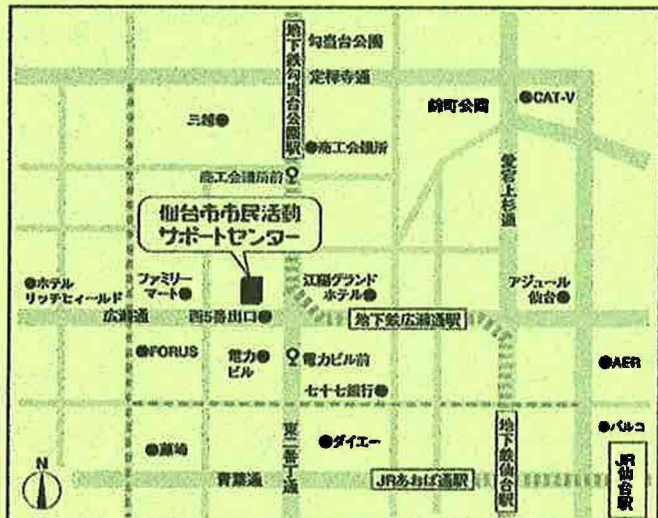 勾当台公園
地下鉄勾当台公園駅
定禅寺通
錦町公園
●CAT-V
三越●
●商工会議所
商工会議所前
愛宕上杉通
仙台市市民活動
サポートセンター
●ホテル
リッチフィールド
ファミリー
マート●
江陽グランド
ホテル●
アジュール
仙台●
広瀬通
西5番出口●
地下鉄広瀬通駅
●FORUS
電力●
ビル
電力ビル前
●AER
七十七銀行●
●藤崎
東二番丁通
●ダイエー
地下鉄仙台駅
●パルコ
N
青葉通
JRあおば通駅
JR仙台駅